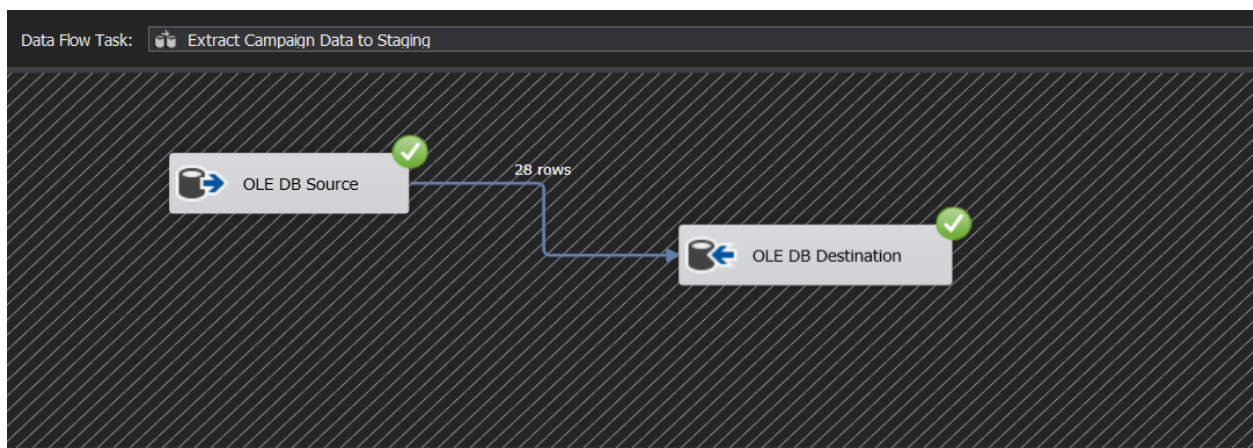 Data Flow Task: Extract Campaign Data to Staging
28 rows
OLE DB Source
OLE DB Destination